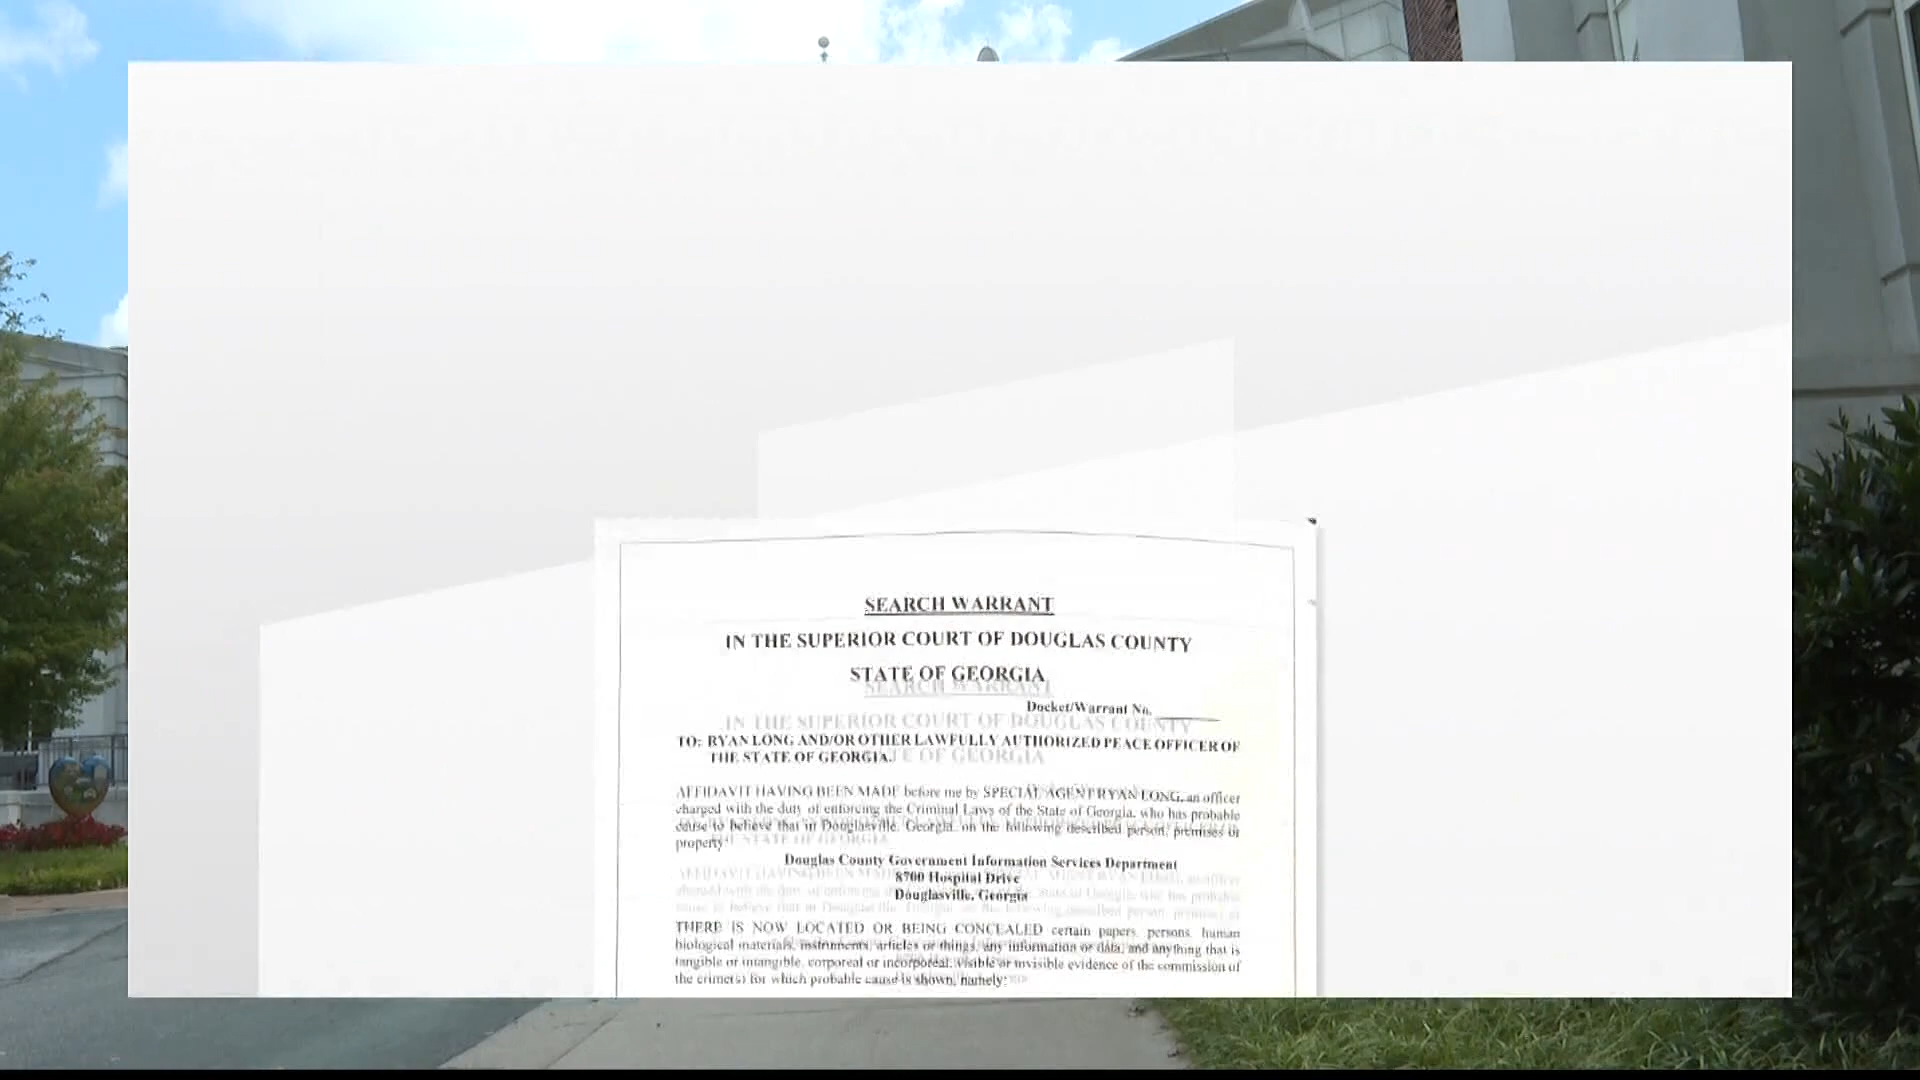 SEARCH WARRANT
IN THE SUPERIOR COURT OF DOUGLAS COUNTY
STATE OF GEORGIA
Docket/Warrant No.
TO: RYAN LONG AND/OR OTHER LAWFULLY AUTHORIZED PEACE OFFICER OF
THE STATE OF GEORGIA.
AFFIDAVIT HAVING BEEN MADE before me by SPECIAL AGENT RYAN LONG, an officer
charged with the duty of enforcing the Criminal Laws of the State of Georgia, who has probable
cause to believe that in Douglasville, Georgia, on the following described person, premises or
property
Douglas County Government Information Services Department
8700 Hospital Drive
Douglasville, Georgia
THERE IS NOW LOCATED OR BEING CONCEALED certain papers, persons, human
biological materials, instruments, articles or things, any information or data, and anything that is
tangible or intangible, corporeal or incorporeal, visible or invisible evidence of the commission of
the crime(s) for which probable cause is shown, namely: